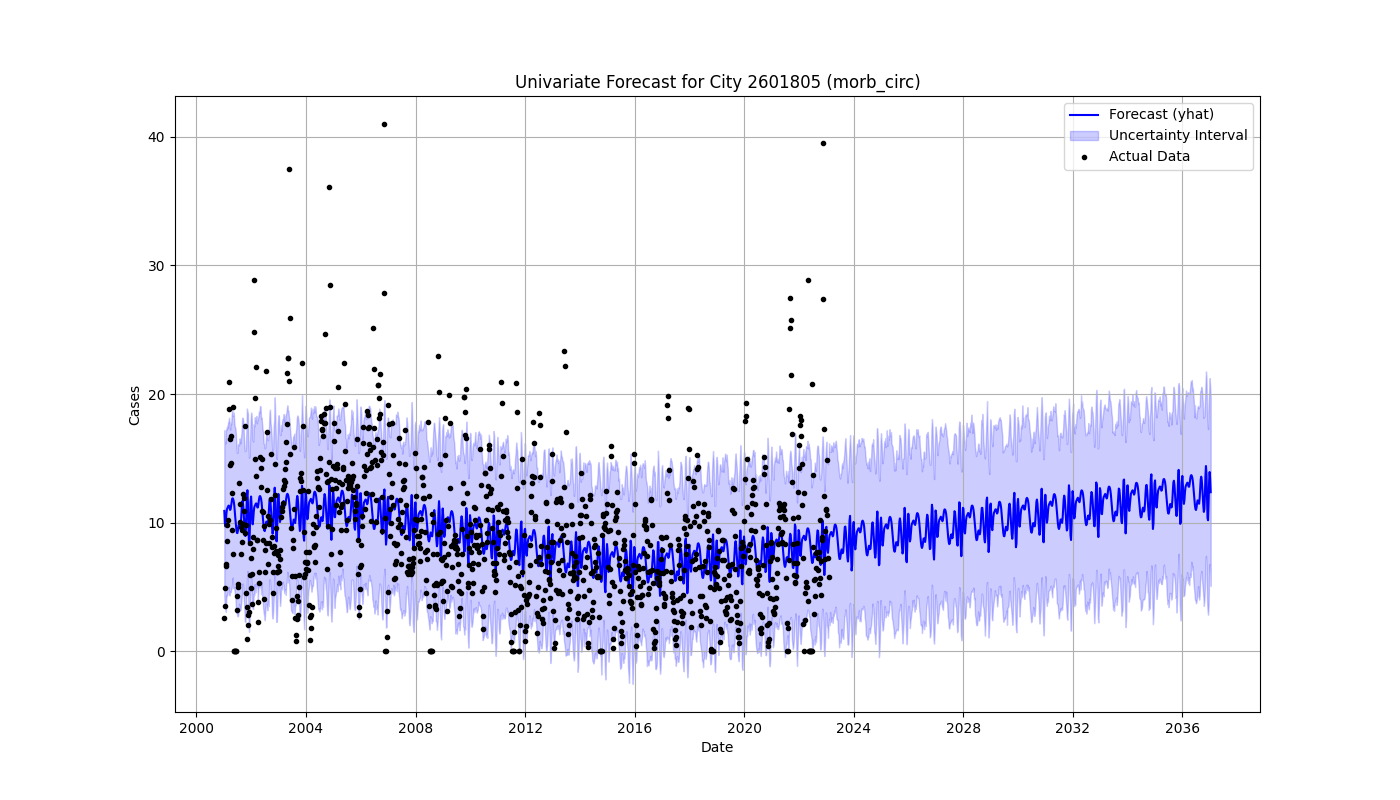 Univariate Forecast for City 2601805 (morb_circ)
Forecast (yhat)
Uncertainty Interval
Actual Data
Cases
40
30
20
10
0
2000 2004 2008 2012 2016 2020 2024 2028 2032 2036
Date